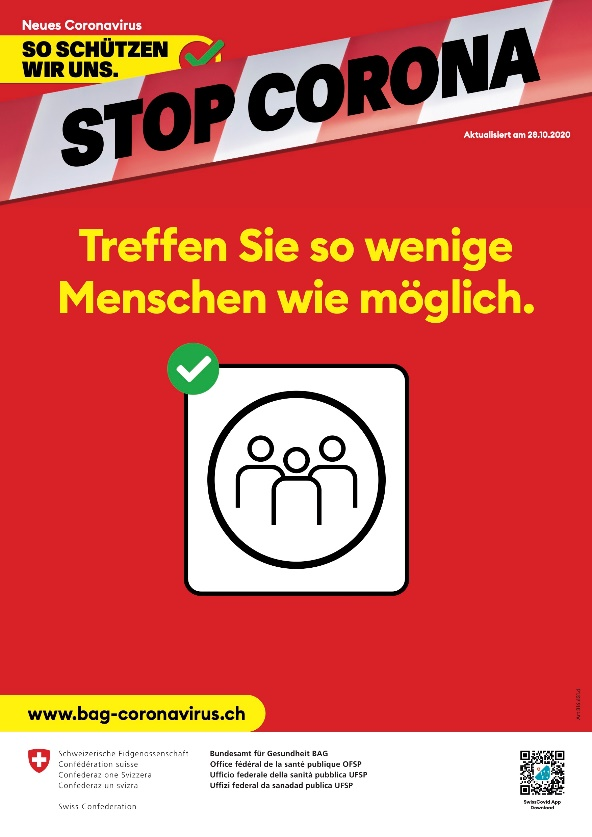 Neues Coronavirus
SO SCHÜTZEN
WIR UNS.
STOP CORONA
Aktualisiert am 28.10.2020
Treffen Sie so wenige
Menschen wie möglich.
www.bag-coronavirus.ch
Schweizerische Eidgenossenschaft
Confédération suisse
Confederazione Svizzera
Confederaziun svizra
Swiss Confederation
Bundesamt für Gesundheit BAG
Office fédéral de la santé publique OFSP
Ufficio federale della sanità pubblica UFSP
Uffizi federal da sanadad publica UFSP
SwissCovid App
Download